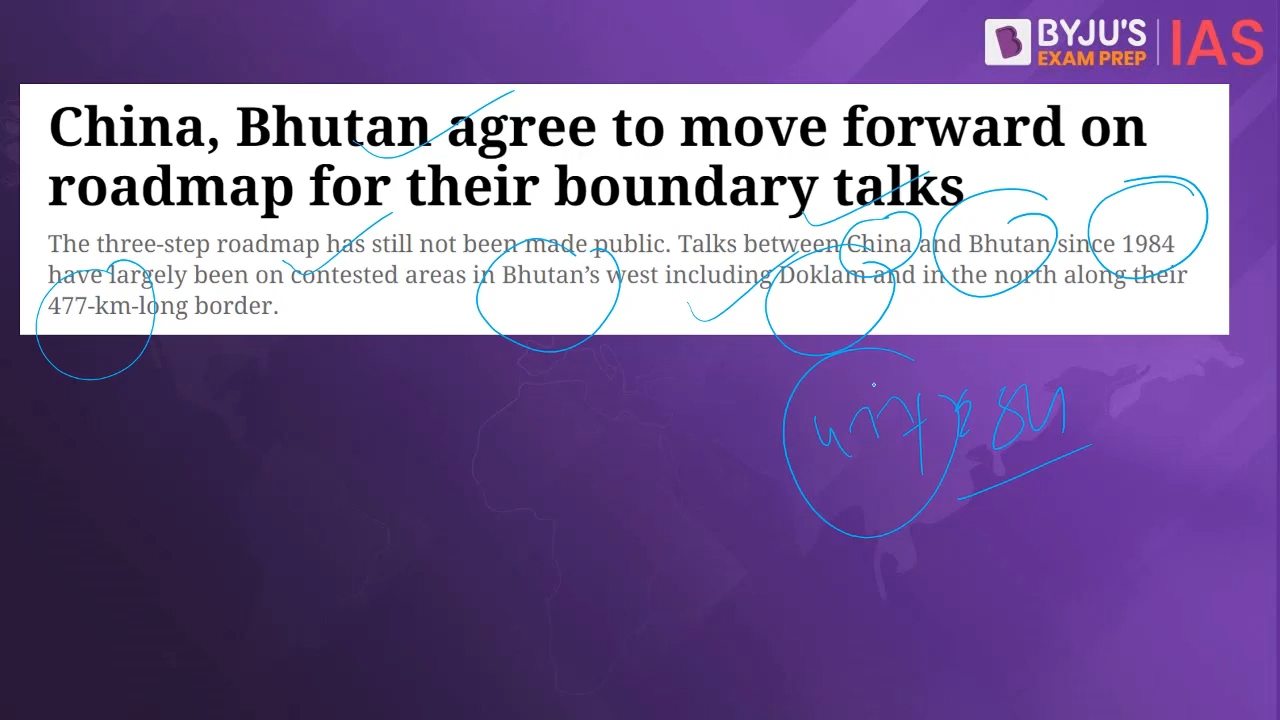 BYJU'S
EXAM PREP
IAS
China, Bhutan agree to move forward on
roadmap for their boundary talks
The three-step roadmap has still not been made public. Talks between China and Bhutan since 1984
have largely been on contested areas in Bhutan’s west including Doklam and in the north along their
477-km-long border.